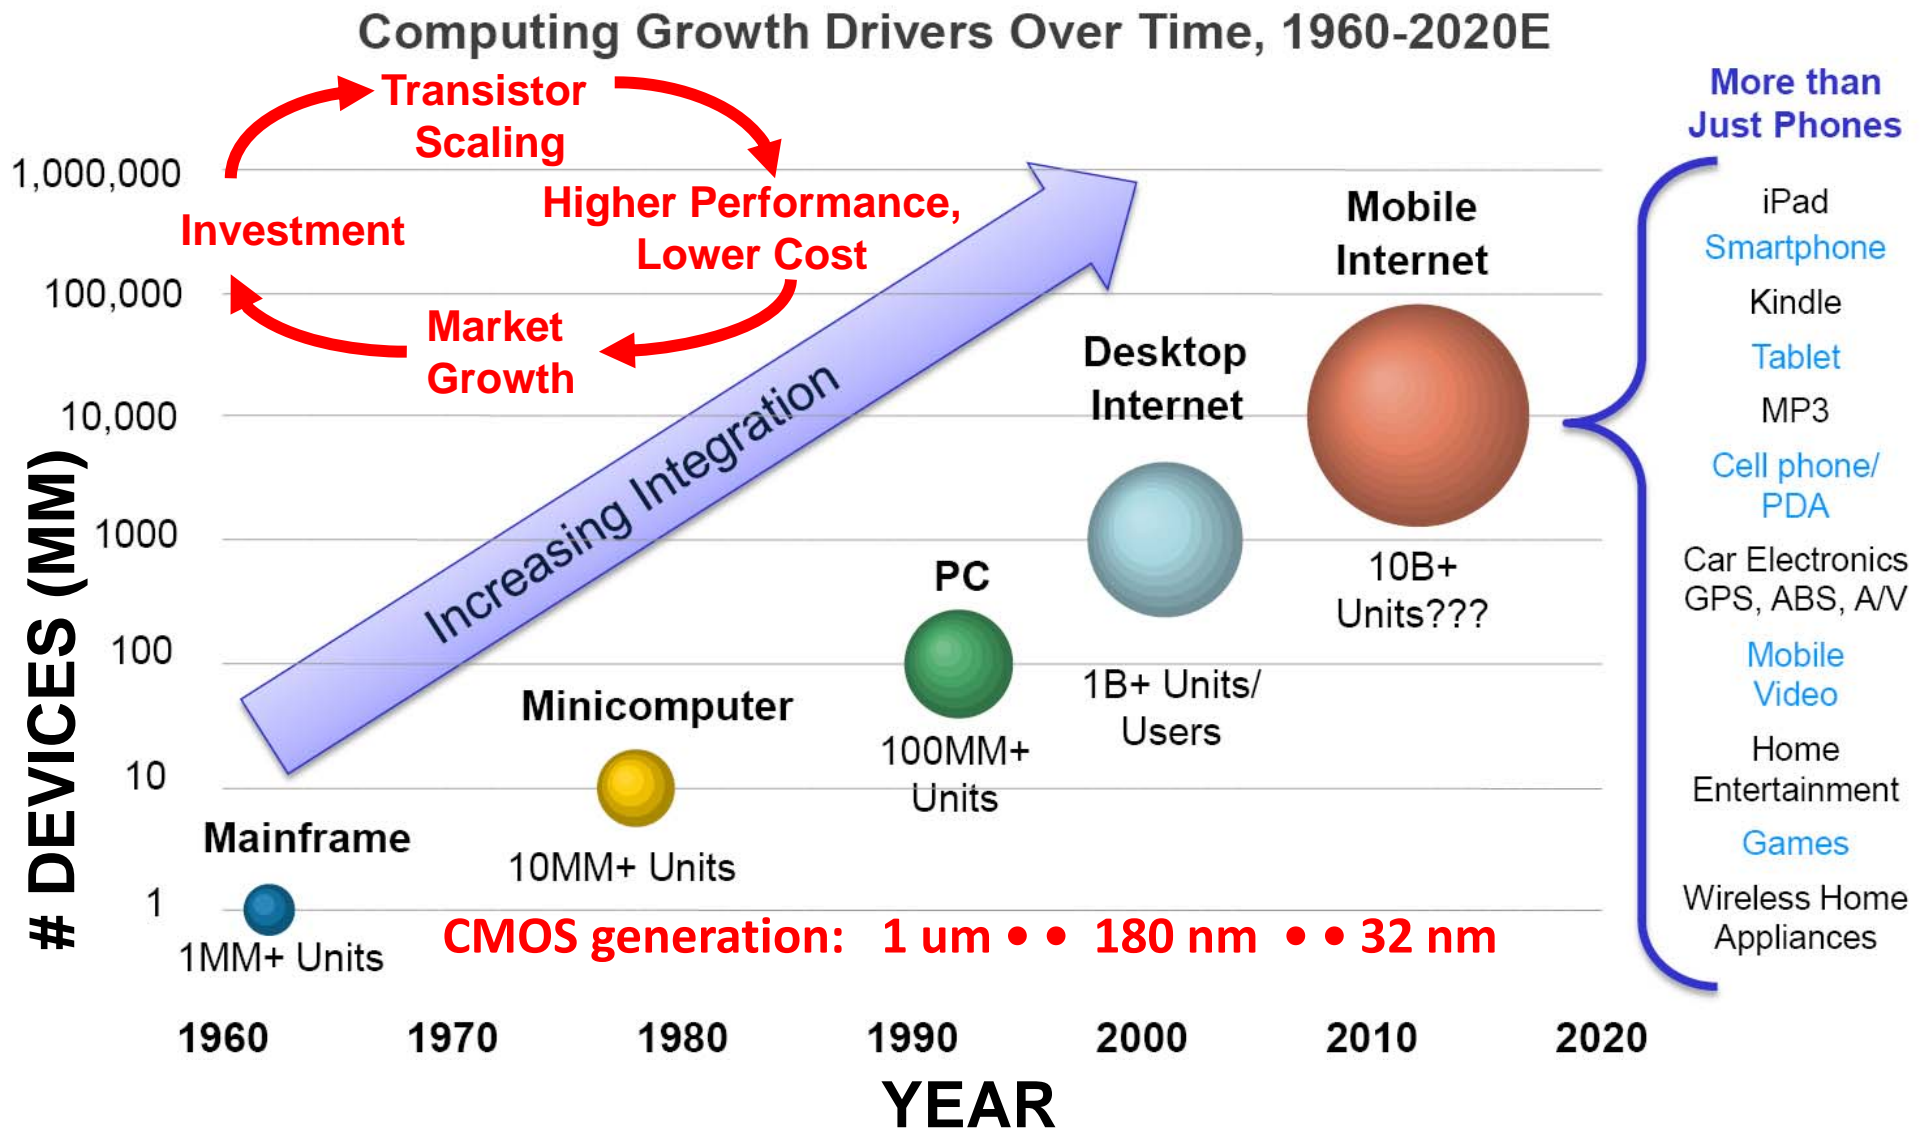 Computing Growth Drivers Over Time, 1960-2020E
Transistor
Scaling
Higher Performance,
Lower Cost
Market
Growth
Investment
Increasing Integration
# DEVICES (MM)
1,000,000
100,000
10,000
1000
100
10
1
Mainframe
1MM+ Units
Minicomputer
10MM+ Units
PC
100MM+
Units
Desktop
Internet
1B+ Units/
Users
Mobile
Internet
10B+
Units???
CMOS generation: 1 um • • 180 nm • • 32 nm
1960 1970 1980 1990 2000 2010 2020
YEAR
More than
Just Phones
iPad
Smartphone
Kindle
Tablet
MP3
Cell phone/
PDA
Car Electronics
GPS, ABS, A/V
Mobile
Video
Home
Entertainment
Games
Wireless Home
Appliances